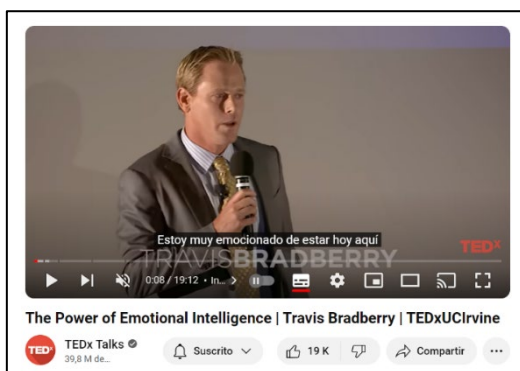 Estoy muy emocionado de estar hoy aquí
TRAVISBRADBERRY
TEDx
0:08 / 19:12 • In...
The Power of Emotional Intelligence | Travis Bradberry | TEDxUCIrvine
TED
TEDx Talks
Suscrito
19 K
Compartir
39,8 M de...